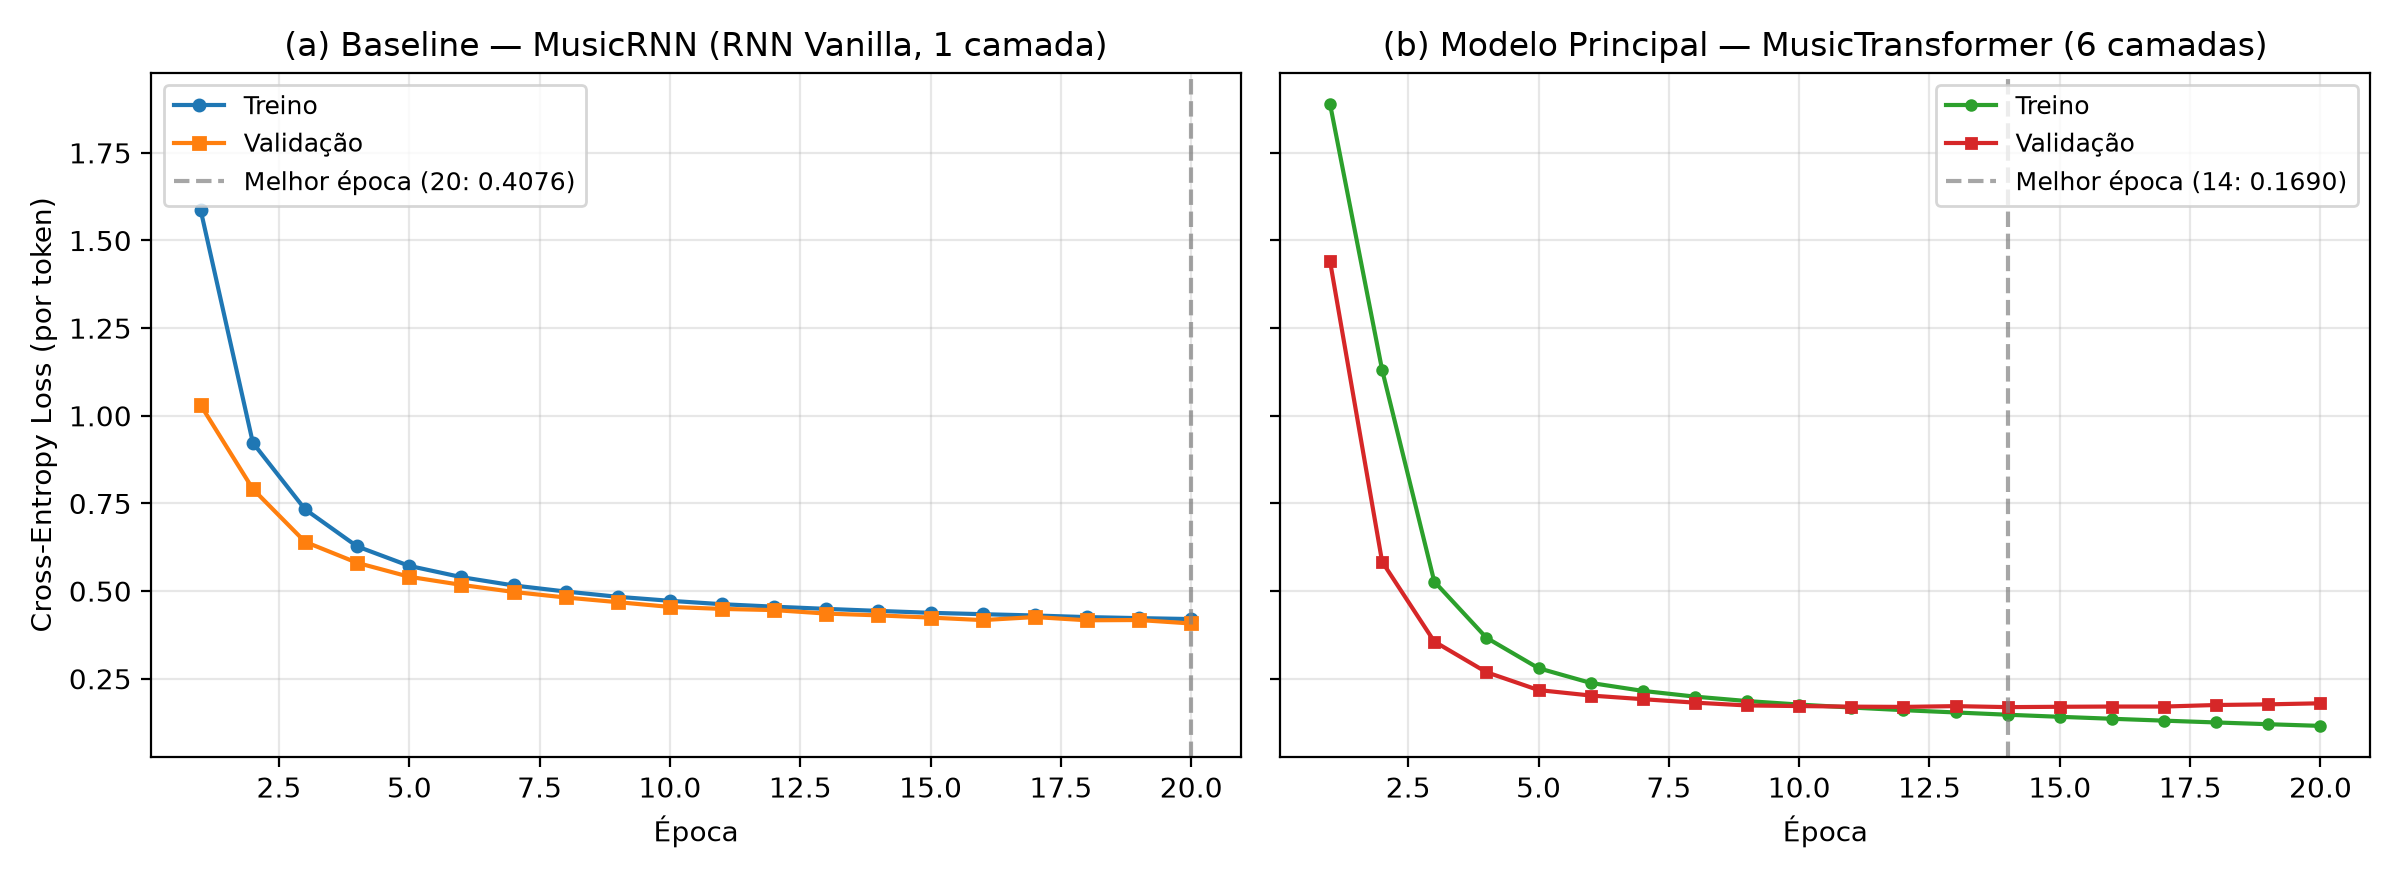 (a) Baseline — MusicRNN (RNN Vanilla, 1 camada)
Treino
Validação
Melhor época (20: 0.4076)
Cross-Entropy Loss (por token)
1.75
1.50
1.25
1.00
0.75
0.50
0.25
2.5 5.0 7.5 10.0 12.5 15.0 17.5 20.0
Época
(b) Modelo Principal — MusicTransformer (6 camadas)
Treino
Validação
Melhor época (14: 0.1690)
2.5 5.0 7.5 10.0 12.5 15.0 17.5 20.0
Época